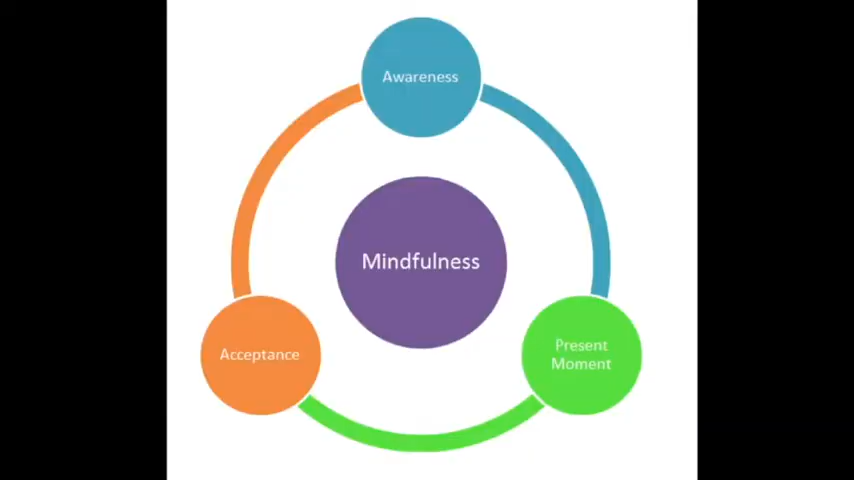 Awareness
Mindfulness
Acceptance
Present
Moment